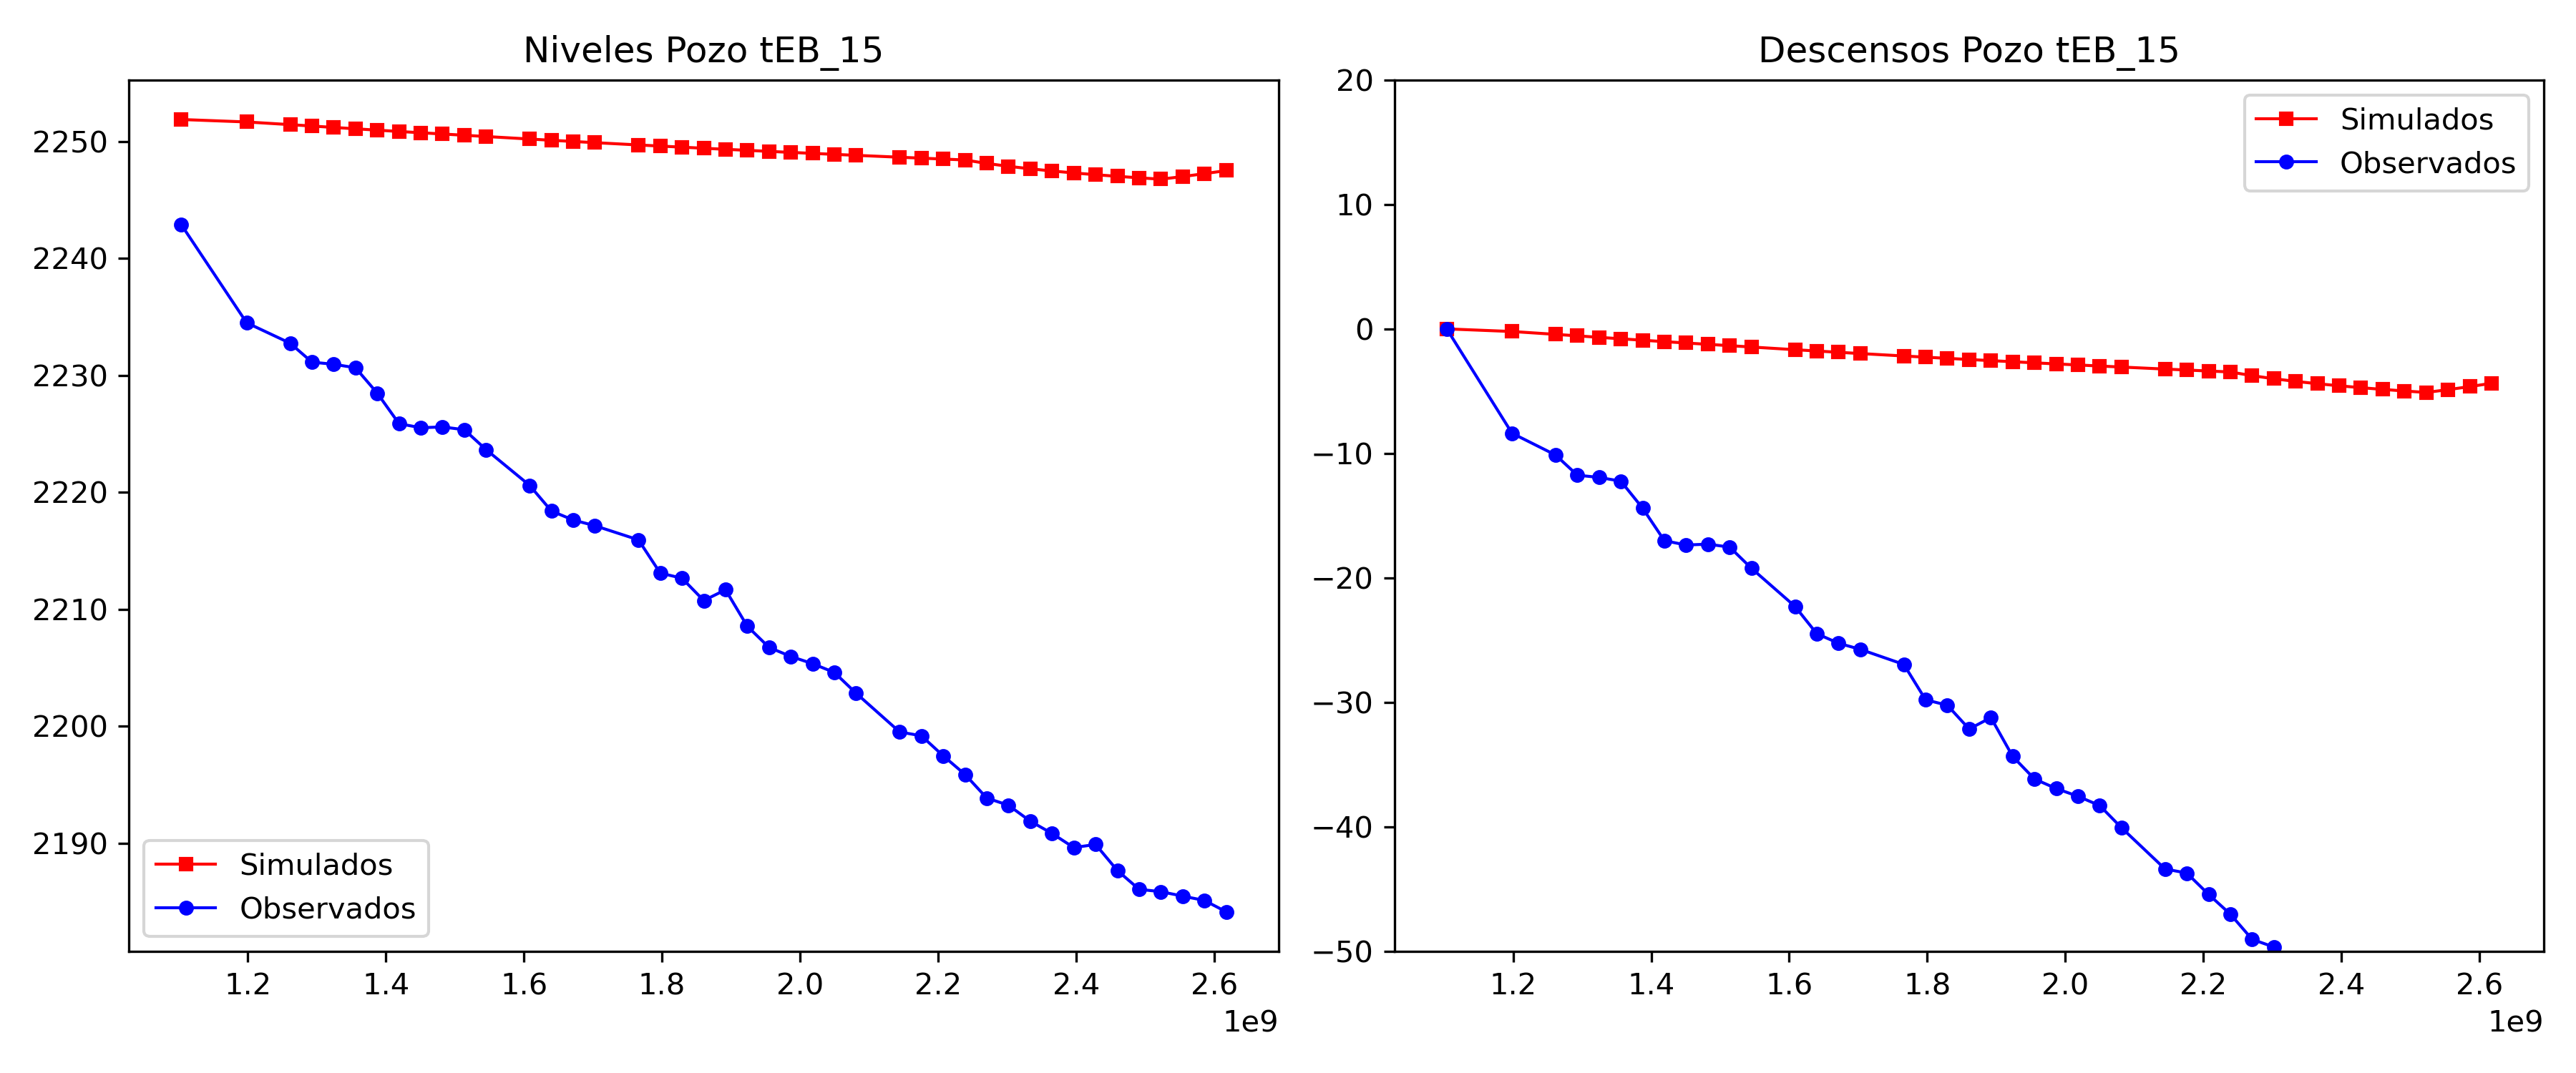 Niveles Pozo tEB_15
2250
2240
2230
2220
2210
2200
2190
Simulados
Observados
1.2 1.4 1.6 1.8 2.0 2.2 2.4 2.6
1e9
Descensos Pozo tEB_15
20
10
0
−10
−20
−30
−40
−50
Simulados
Observados
1.2 1.4 1.6 1.8 2.0 2.2 2.4 2.6
1e9